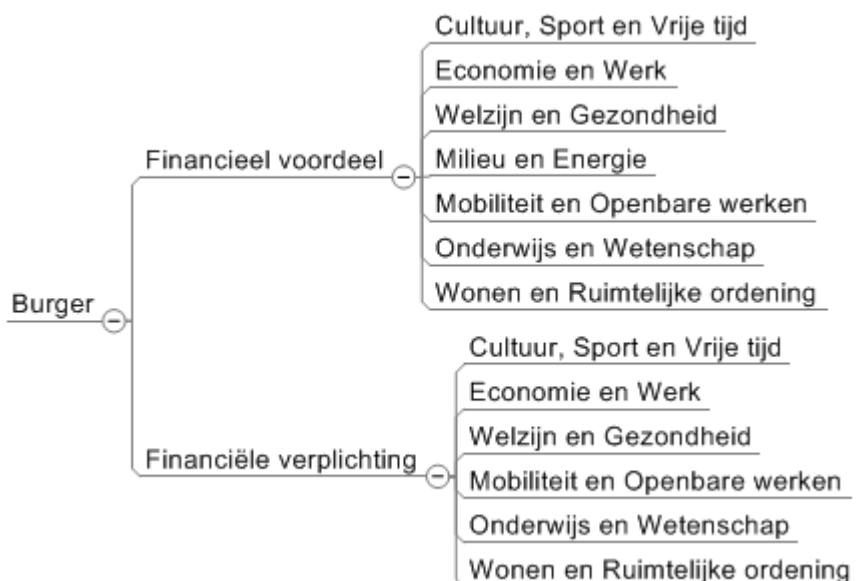 Cultuur, Sport en Vrije tijd
Economie en Werk
Welzijn en Gezondheid
Financieel voordeel
Milieu en Energie
Mobiliteit en Openbare werken
Onderwijs en Wetenschap
Wonen en Ruimtelijke ordening
Burger
Cultuur, Sport en Vrije tijd
Economie en Werk
Welzijn en Gezondheid
Financiële verplichting
Mobiliteit en Openbare werken
Onderwijs en Wetenschap
Wonen en Ruimtelijke ordening